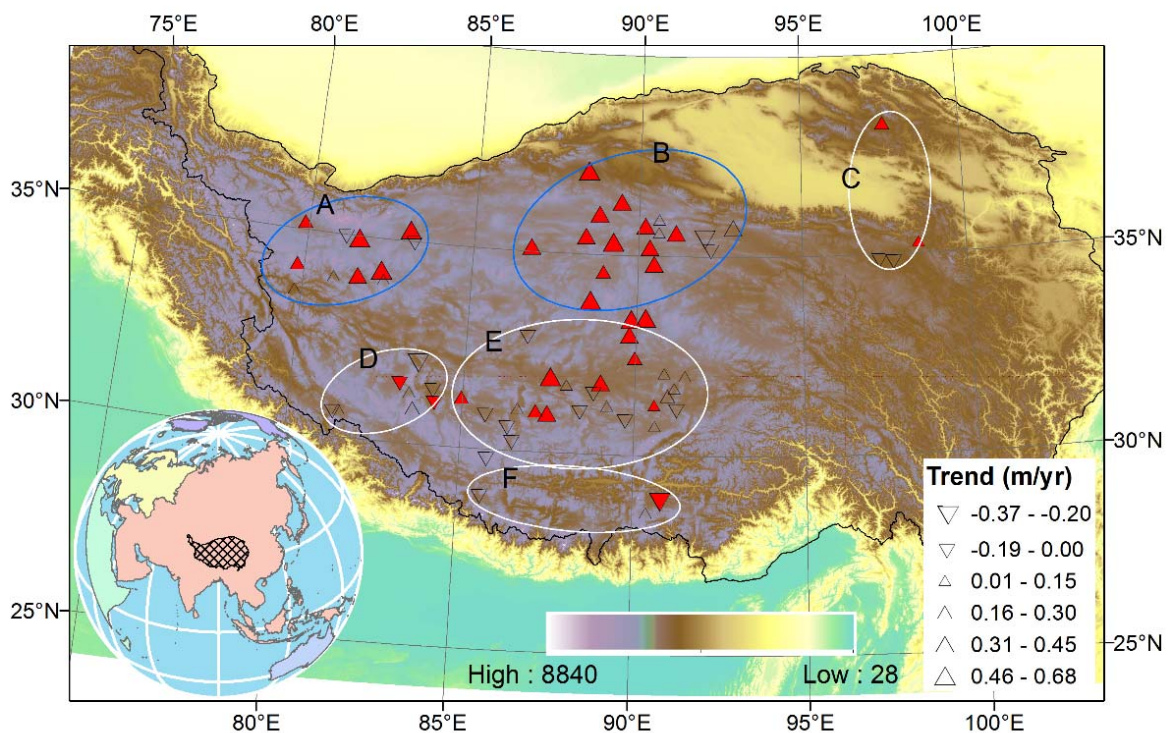 75°E 80°E 85°E 90°E 95°E 100°E
35°N
30°N
25°N
35°N
30°N
25°N
A
B
C
D
E
F
High : 8840 Low : 28
Trend (m/yr)
-0.37 - -0.20
-0.19 - 0.00
0.01 - 0.15
0.16 - 0.30
0.31 - 0.45
0.46 - 0.68
80°E 85°E 90°E 95°E 100°E